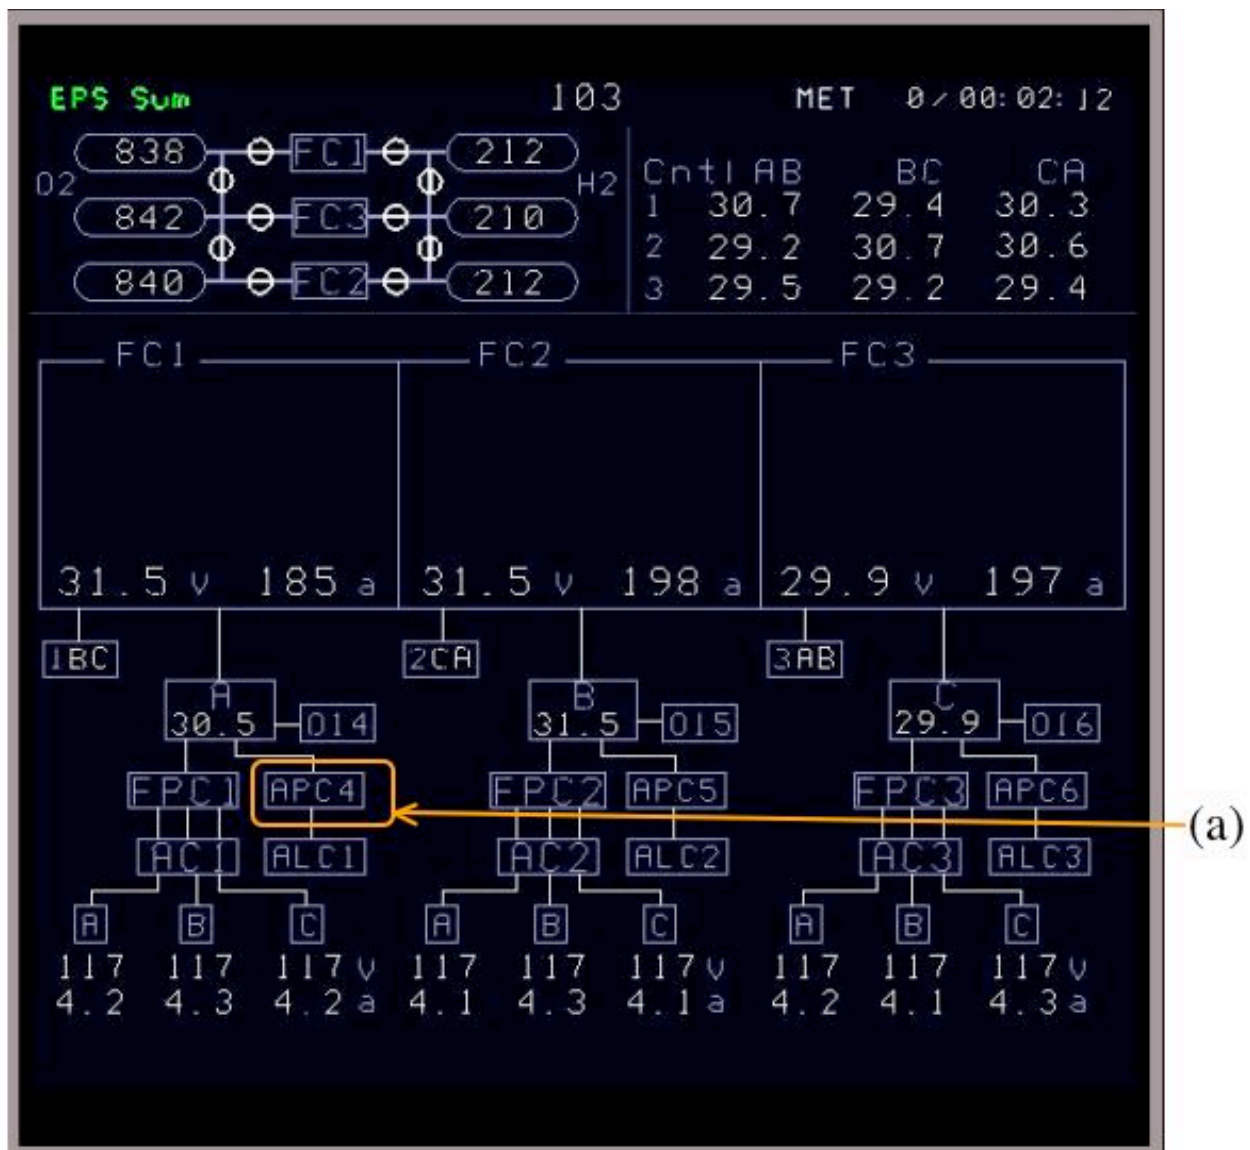 EPS Sum 103 MET 0/00:02:12
838 FC1 212
O2 H2
842 FC3 210
840 FC2 212
Cntl AB BC CA
1 30.7 29.4 30.3
2 29.2 30.7 30.6
3 29.5 29.2 29.4
FC1 FC2 FC3
31.5 v 185 a 31.5 v 198 a 29.9 v 197 a
1BC 2CA 3AB
A B C
30.5 O14 31.5 O15 29.9 O16
FPC1 APC4 FPC2 APC5 FPC3 APC6
(a)
AC1 ALC1 AC2 ALC2 AC3 ALC3
A B C A B C A B C
117 117 117 v 117 117 117 v 117 117 117 v
4.2 4.3 4.2 a 4.1 4.3 4.1 a 4.2 4.1 4.3 a